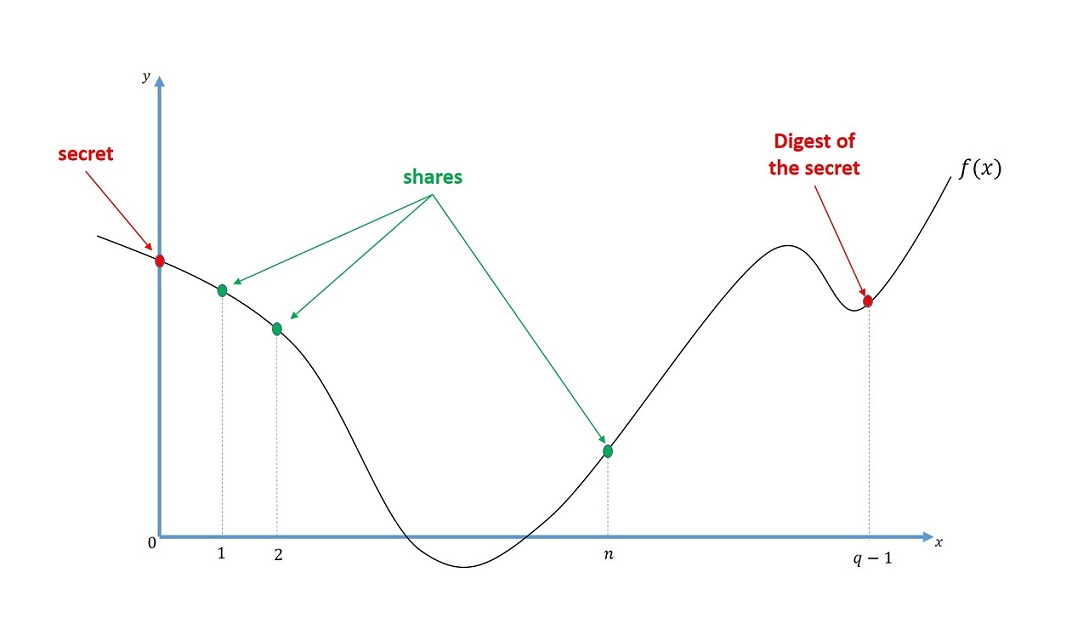 y
secret
Digest of
the secret
f(x)
shares
0
1
2
n
q − 1
x